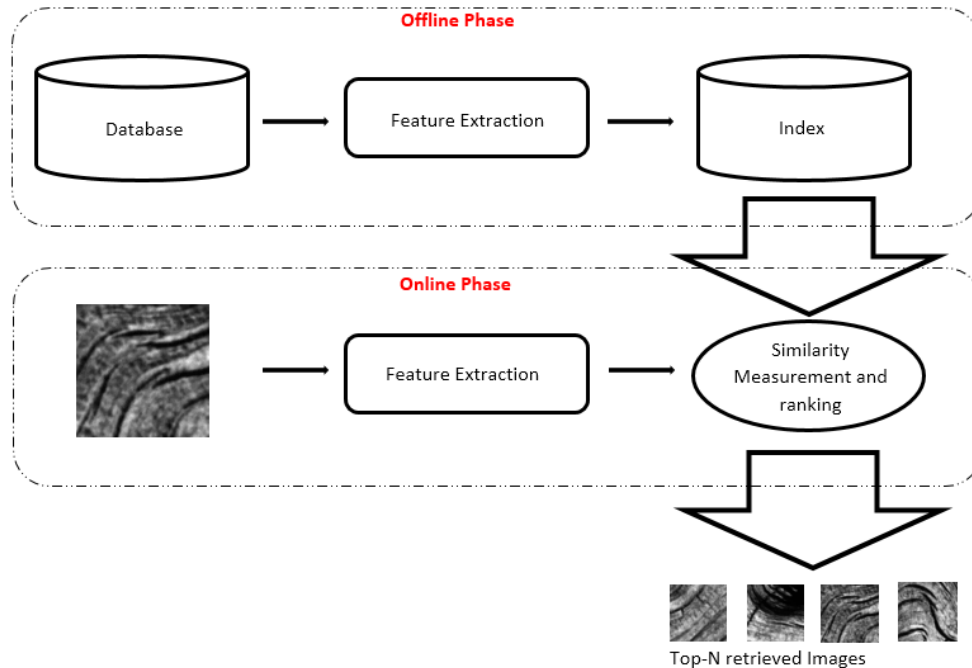 Offline Phase
Database
Feature Extraction
Index
Online Phase
Feature Extraction
Similarity
Measurement and
ranking
Top-N retrieved Images